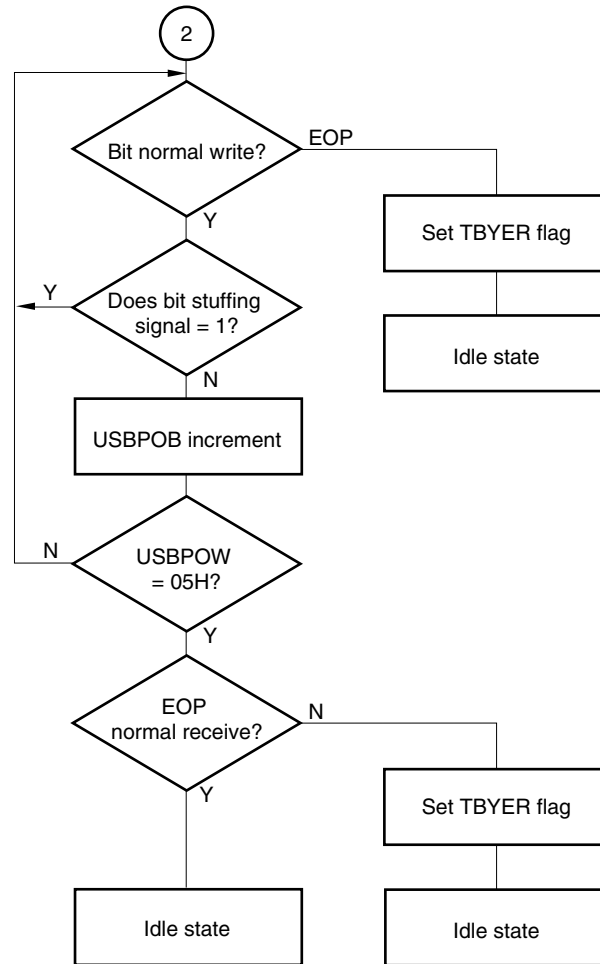 2
Bit normal write?
EOP
Set TBYER flag
Y
Y
Does bit stuffing
signal = 1?
Idle state
N
USBPOB increment
N
USBPOW
= 05H?
Y
EOP
normal receive?
N
Y
Set TBYER flag
Idle state
Idle state